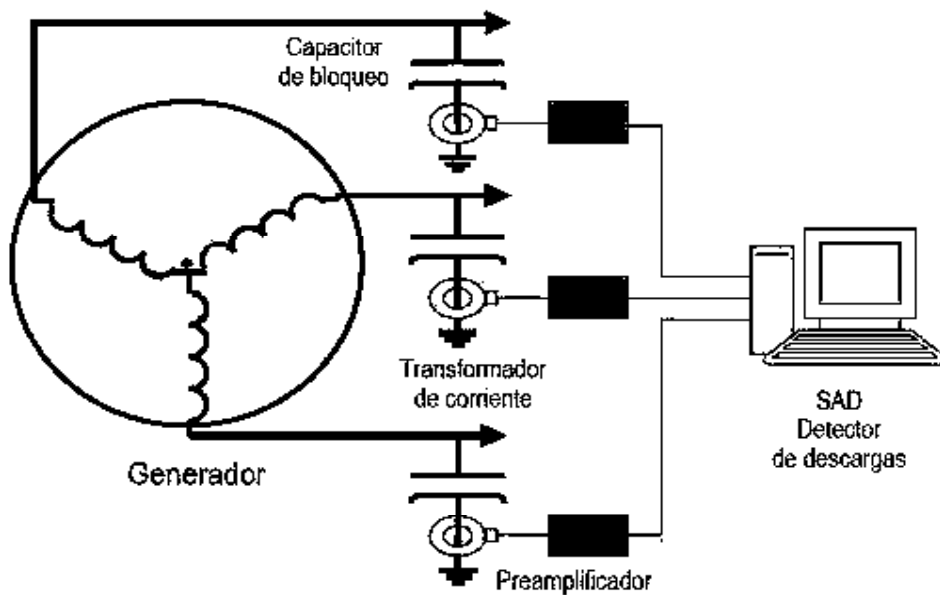 Capacitor
de bloqueo
Transformador
de corriente
Generador
SAD
Detector
de descargas
Preamplificador